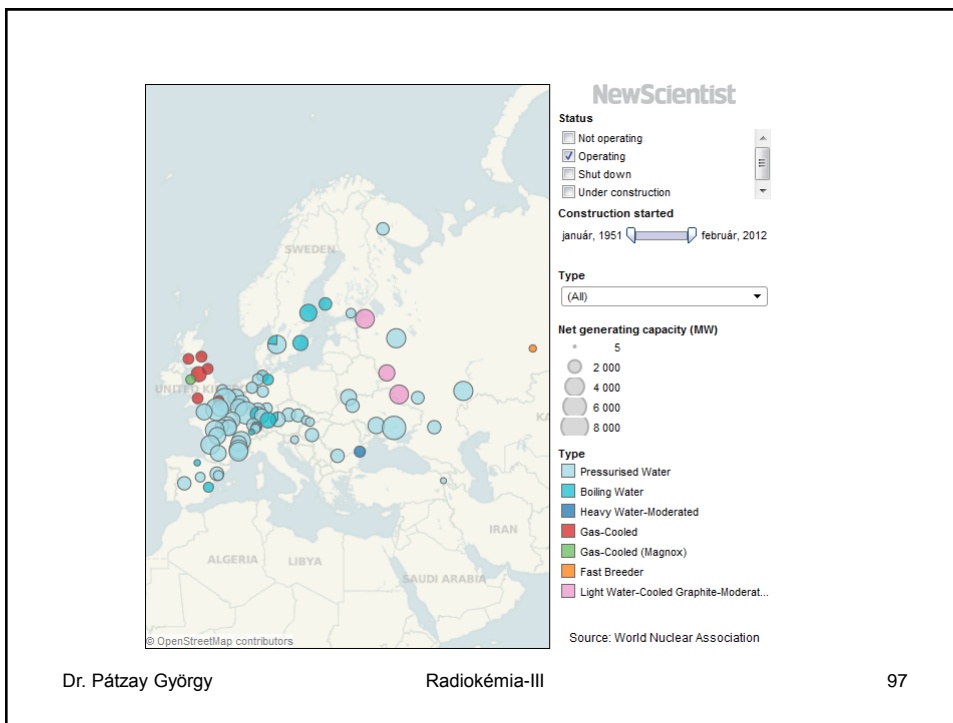 NewScientist
Status
Not operating
Operating
Shut down
Under construction
Construction started
január, 1951
február, 2012
Type
(All)
Net generating capacity (MW)
5
2 000
4 000
6 000
8 000
Type
Pressurised Water
Boiling Water
Heavy Water-Moderated
Gas-Cooled
Gas-Cooled (Magnox)
Fast Breeder
Light Water-Cooled Graphite-Moderat...
Source: World Nuclear Association
SWEDEN
UNITED
ALGERIA
LIBYA
SAUDI ARABIA
IRAN
© OpenStreetMap contributors
Dr. Pátzay György
Radiokémia-III
97